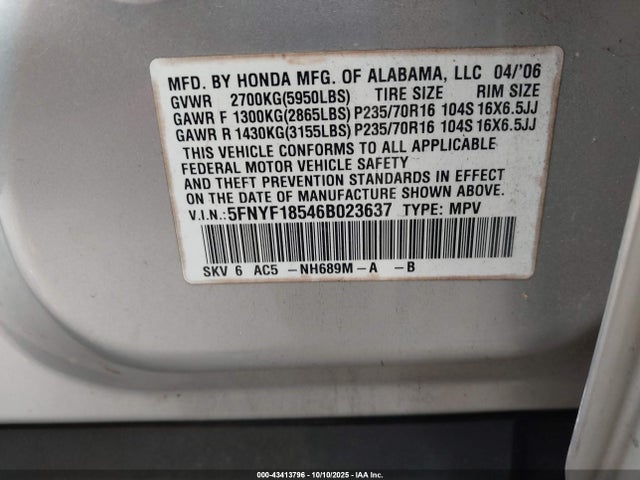 MFD. BY HONDA MFG. OF ALABAMA, LLC 04/'06
GVWR 2700KG(5950LBS) TIRE SIZE RIM SIZE
GAWR F 1300KG(2865LBS) P235/70R16 104S 16X6.5JJ
GAWR R 1430KG(3155LBS) P235/70R16 104S 16X6.5JJ
THIS VEHICLE CONFORMS TO ALL APPLICABLE
FEDERAL MOTOR VEHICLE SAFETY
AND THEFT PREVENTION STANDARDS IN EFFECT
ON THE DATE OF MANUFACTURE SHOWN ABOVE.
V.I.N.:5FNYF18546B023637 TYPE: MPV
SKV 6 AC5 -NH689M-A -B
000-43413796 - 10/10/2025 - IAA Inc.